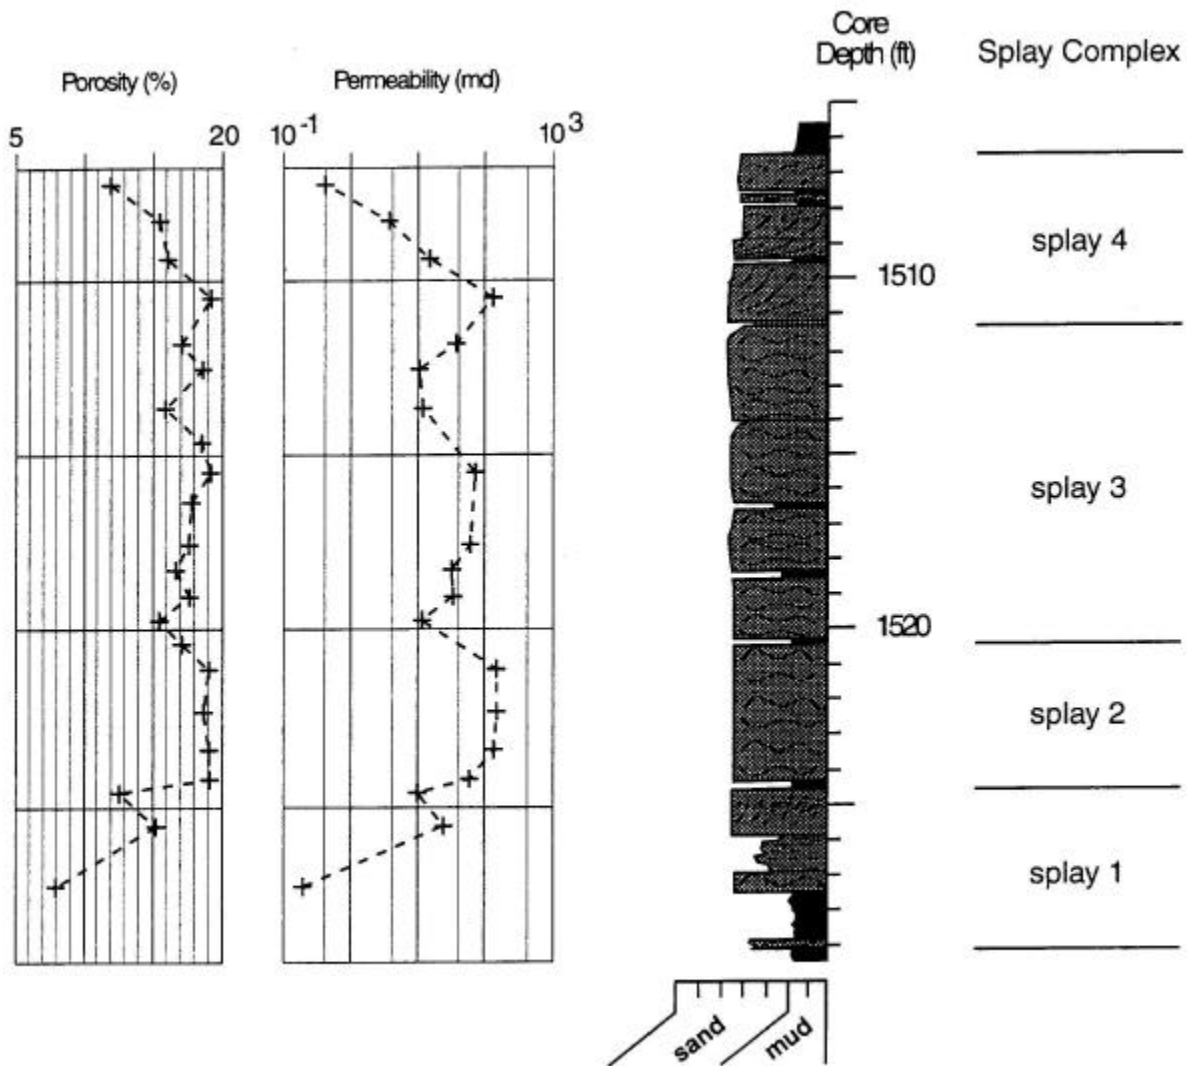 Porosity (%)
5 20
Permeability (md)
10-1 103
Core
Depth (ft)
Splay Complex
splay 4
1510
splay 3
1520
splay 2
splay 1
sand
mud